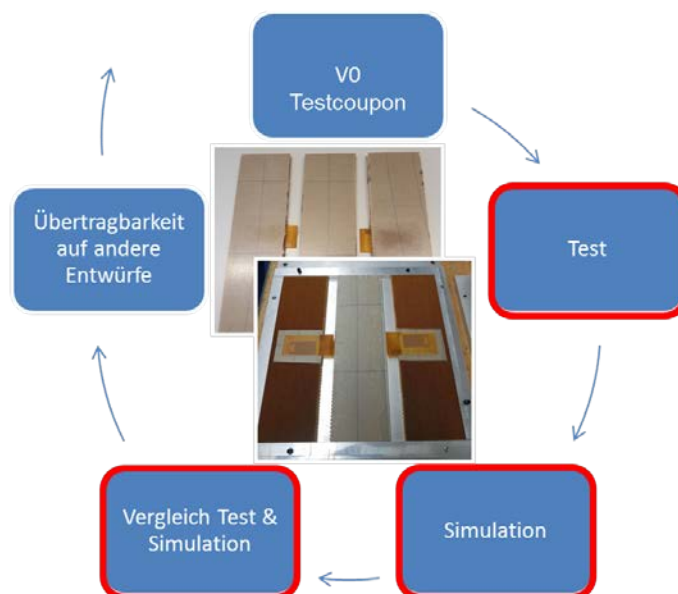 V0
Testcoupon
Test
Simulation
Vergleich Test &
Simulation
Übertragbarkeit
auf andere
Entwürfe